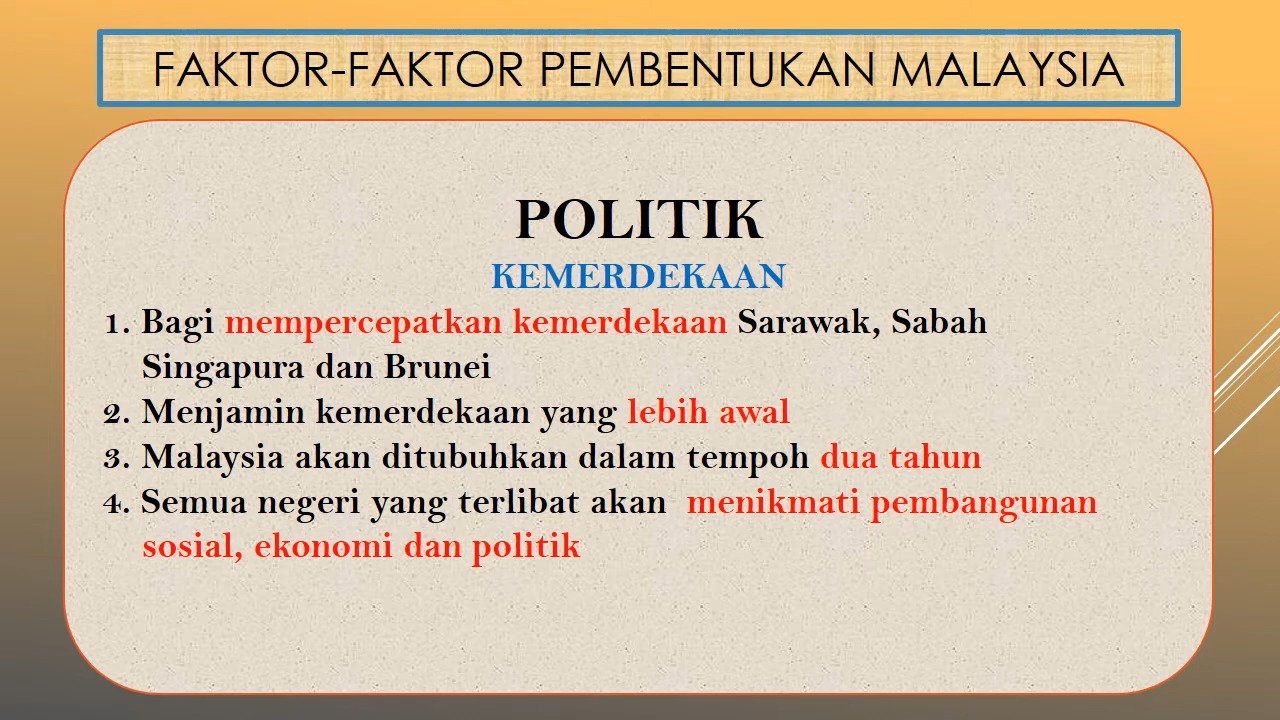 FAKTOR-FAKTOR PEMBENTUKAN MALAYSIA
POLITIK
KEMERDEKAAN
1. Bagi mempercepatkan kemerdekaan Sarawak, Sabah
Singapura dan Brunei
2. Menjamin kemerdekaan yang lebih awal
3. Malaysia akan ditubuhkan dalam tempoh dua tahun
4. Semua negeri yang terlibat akan menikmati pembangunan
sosial, ekonomi dan politik